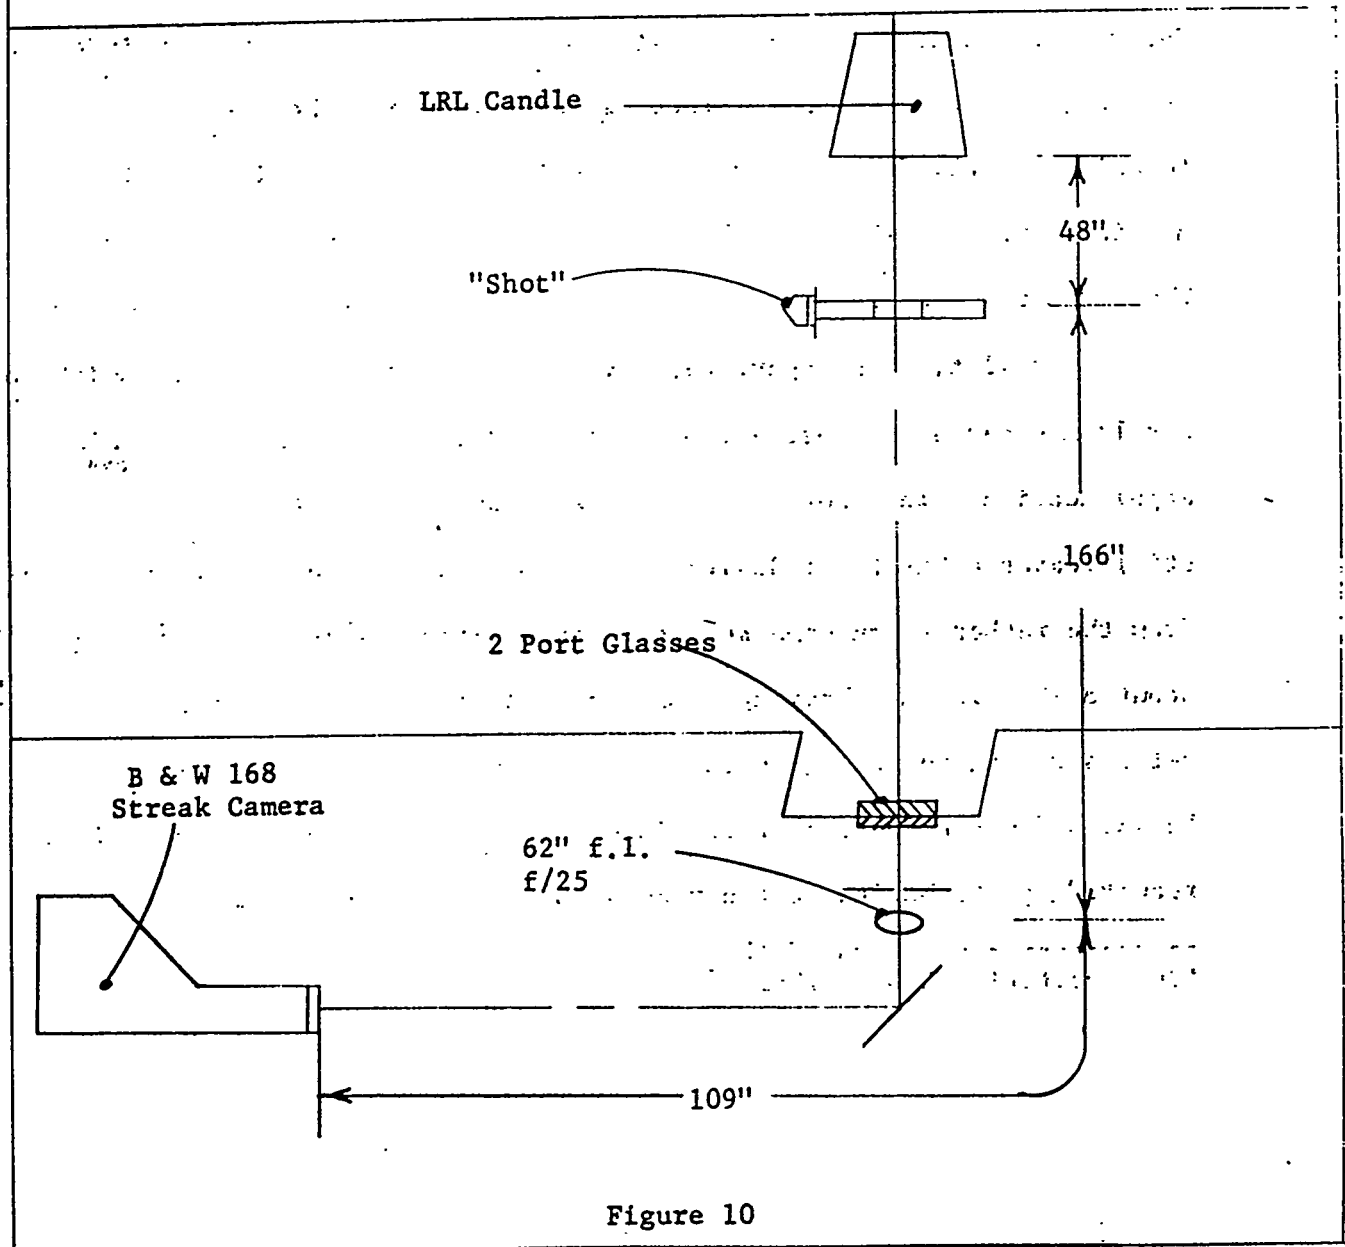 LRL Candle
48"
"Shot"
166"
2 Port Glasses
B & W 168
Streak Camera
62" f.l.
f/25
109"
Figure 10